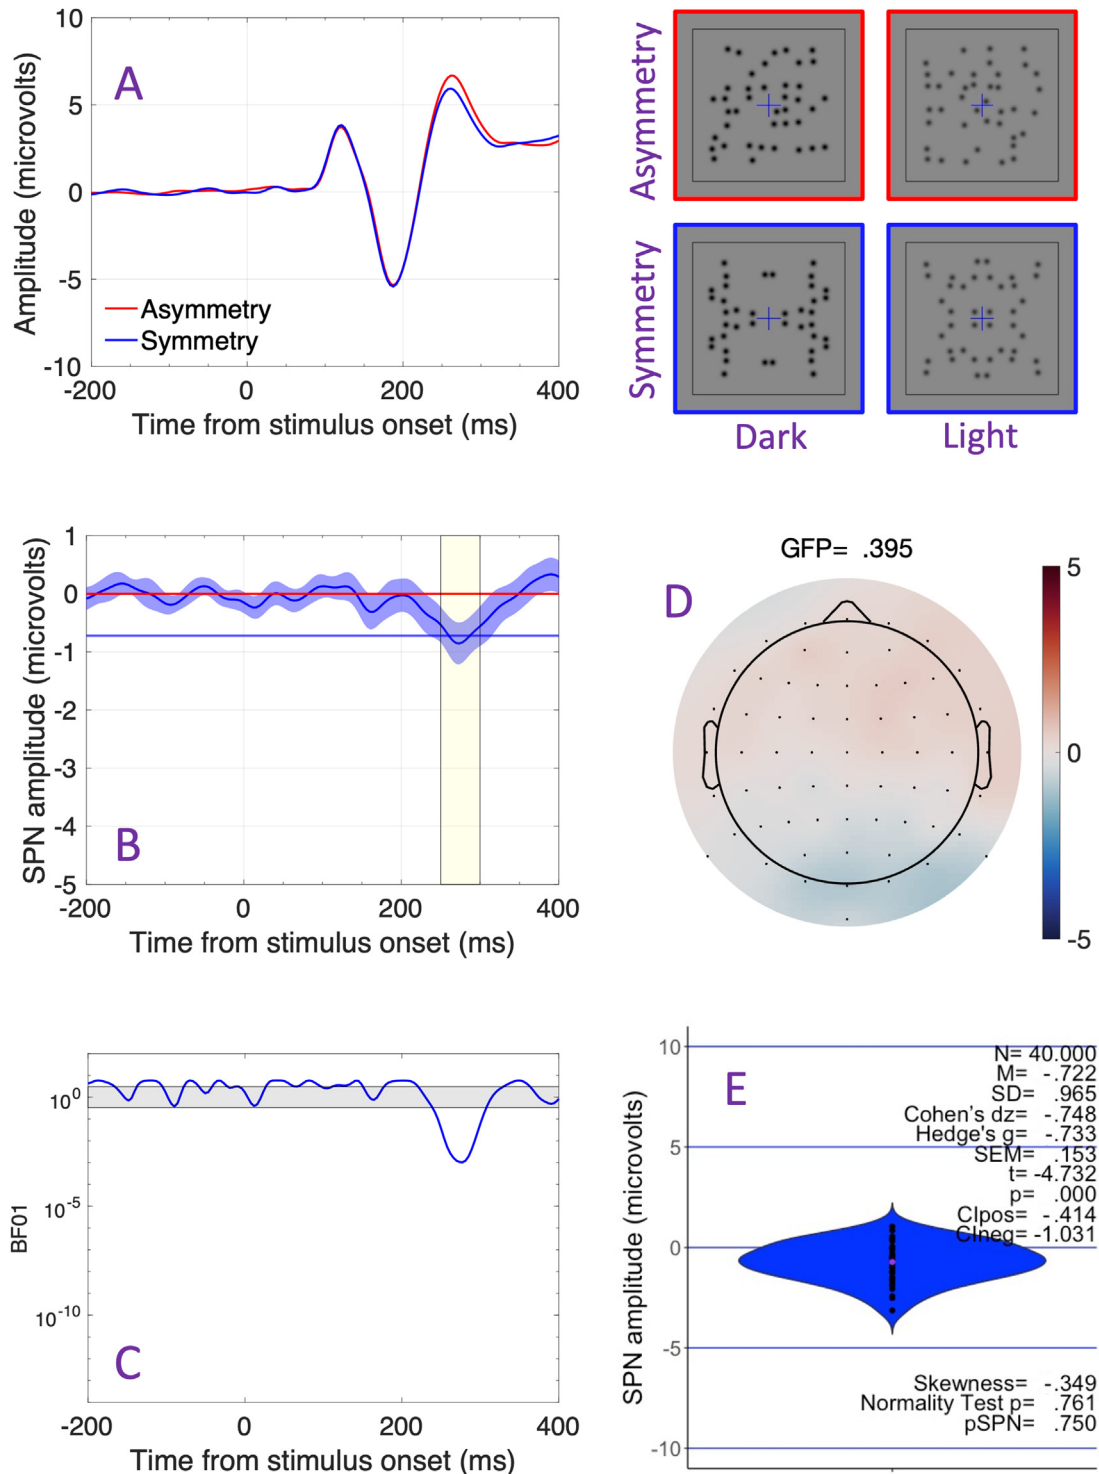 A
Amplitude (microvolts)
10
5
0
-5
-10
Asymmetry
Symmetry
-200
0
200
400
Time from stimulus onset (ms)
Asymmetry
Symmetry
Dark
Light
B
SPN amplitude (microvolts)
1
0
-1
-2
-3
-4
-5
-200
0
200
400
Time from stimulus onset (ms)
GFP= .395
D
5
0
-5
C
BF01
10^0
10^-5
10^-10
-200
0
200
400
Time from stimulus onset (ms)
E
SPN amplitude (microvolts)
10
5
0
-5
-10
N= 40.000
M= -.722
SD= .965
Cohen's dz= -.748
Hedge's g= -.733
SEM= .153
t= -4.732
p= .000
CIpos= -.414
CIneg= -1.031
Skewness= -.349
Normality Test p= .761
pSPN= .750